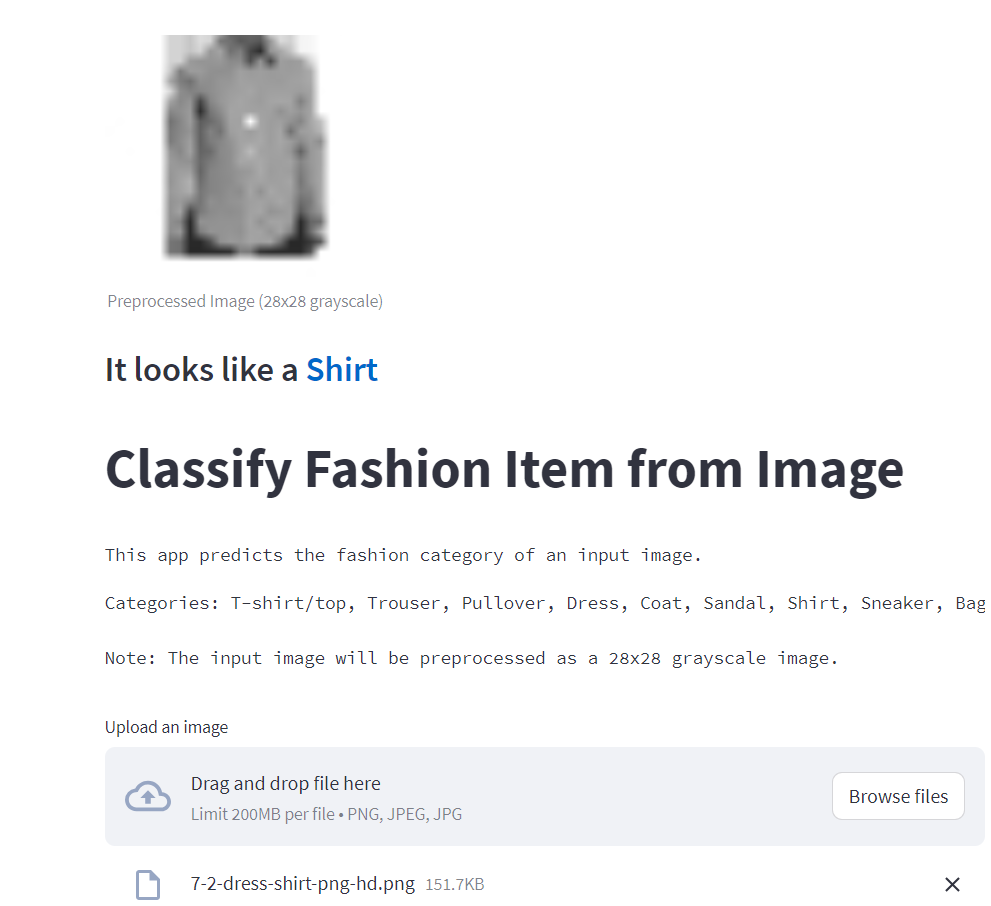 Preprocessed Image (28x28 grayscale)
It looks like a Shirt
Classify Fashion Item from Image
This app predicts the fashion category of an input image.
Categories: T-shirt/top, Trouser, Pullover, Dress, Coat, Sandal, Shirt, Sneaker, Bag
Note: The input image will be preprocessed as a 28x28 grayscale image.
Upload an image
Drag and drop file here
Limit 200MB per file • PNG, JPEG, JPG
Browse files
7-2-dress-shirt-png-hd.png 151.7KB